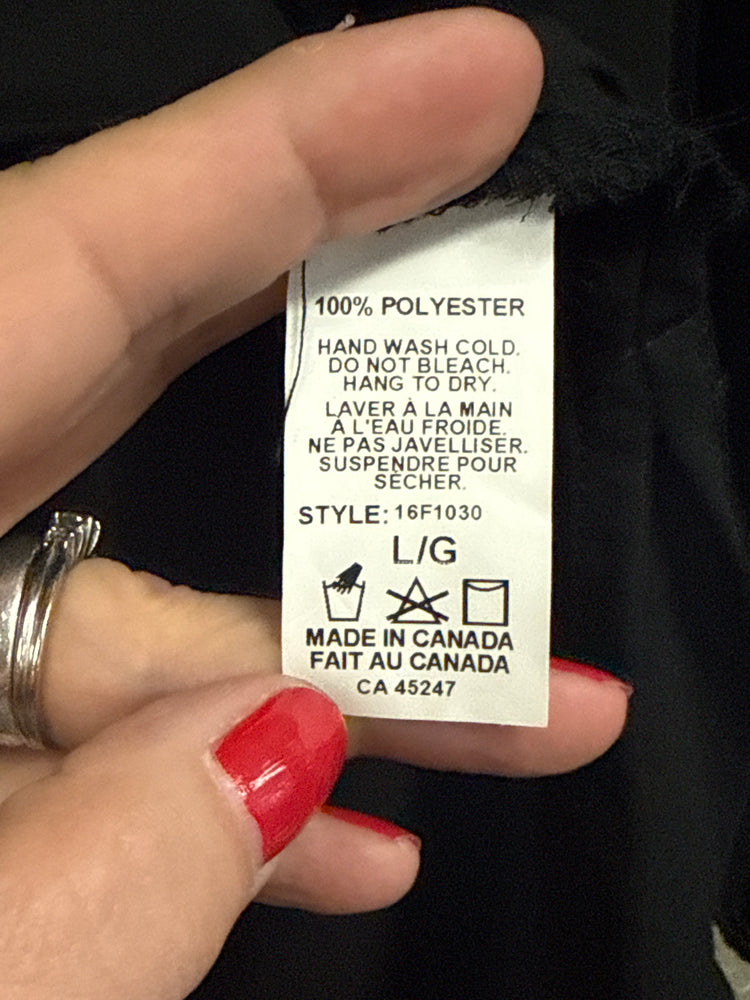 100% POLYESTER
HAND WASH COLD.
DO NOT BLEACH.
HANG TO DRY.
LAVER À LA MAIN
À L'EAU FROIDE.
NE PAS JAVELLISER.
SUSPENDRE POUR
SÉCHER.
STYLE: 16F1030
L/G
MADE IN CANADA
FAIT AU CANADA
CA 45247